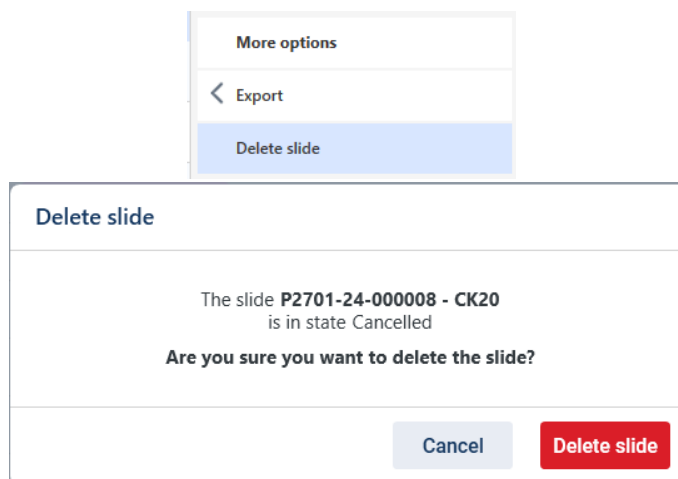 More options
Export
Delete slide
Delete slide
The slide P2701-24-000008 - CK20
is in state Cancelled
Are you sure you want to delete the slide?
Cancel
Delete slide